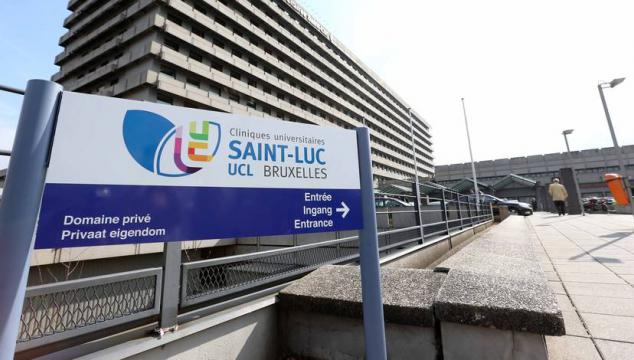 Cliniques universitaires
SAINT-LUC
UCL BRUXELLES
Entrée
Ingang
Entrance
Domaine privé
Privaat eigendom